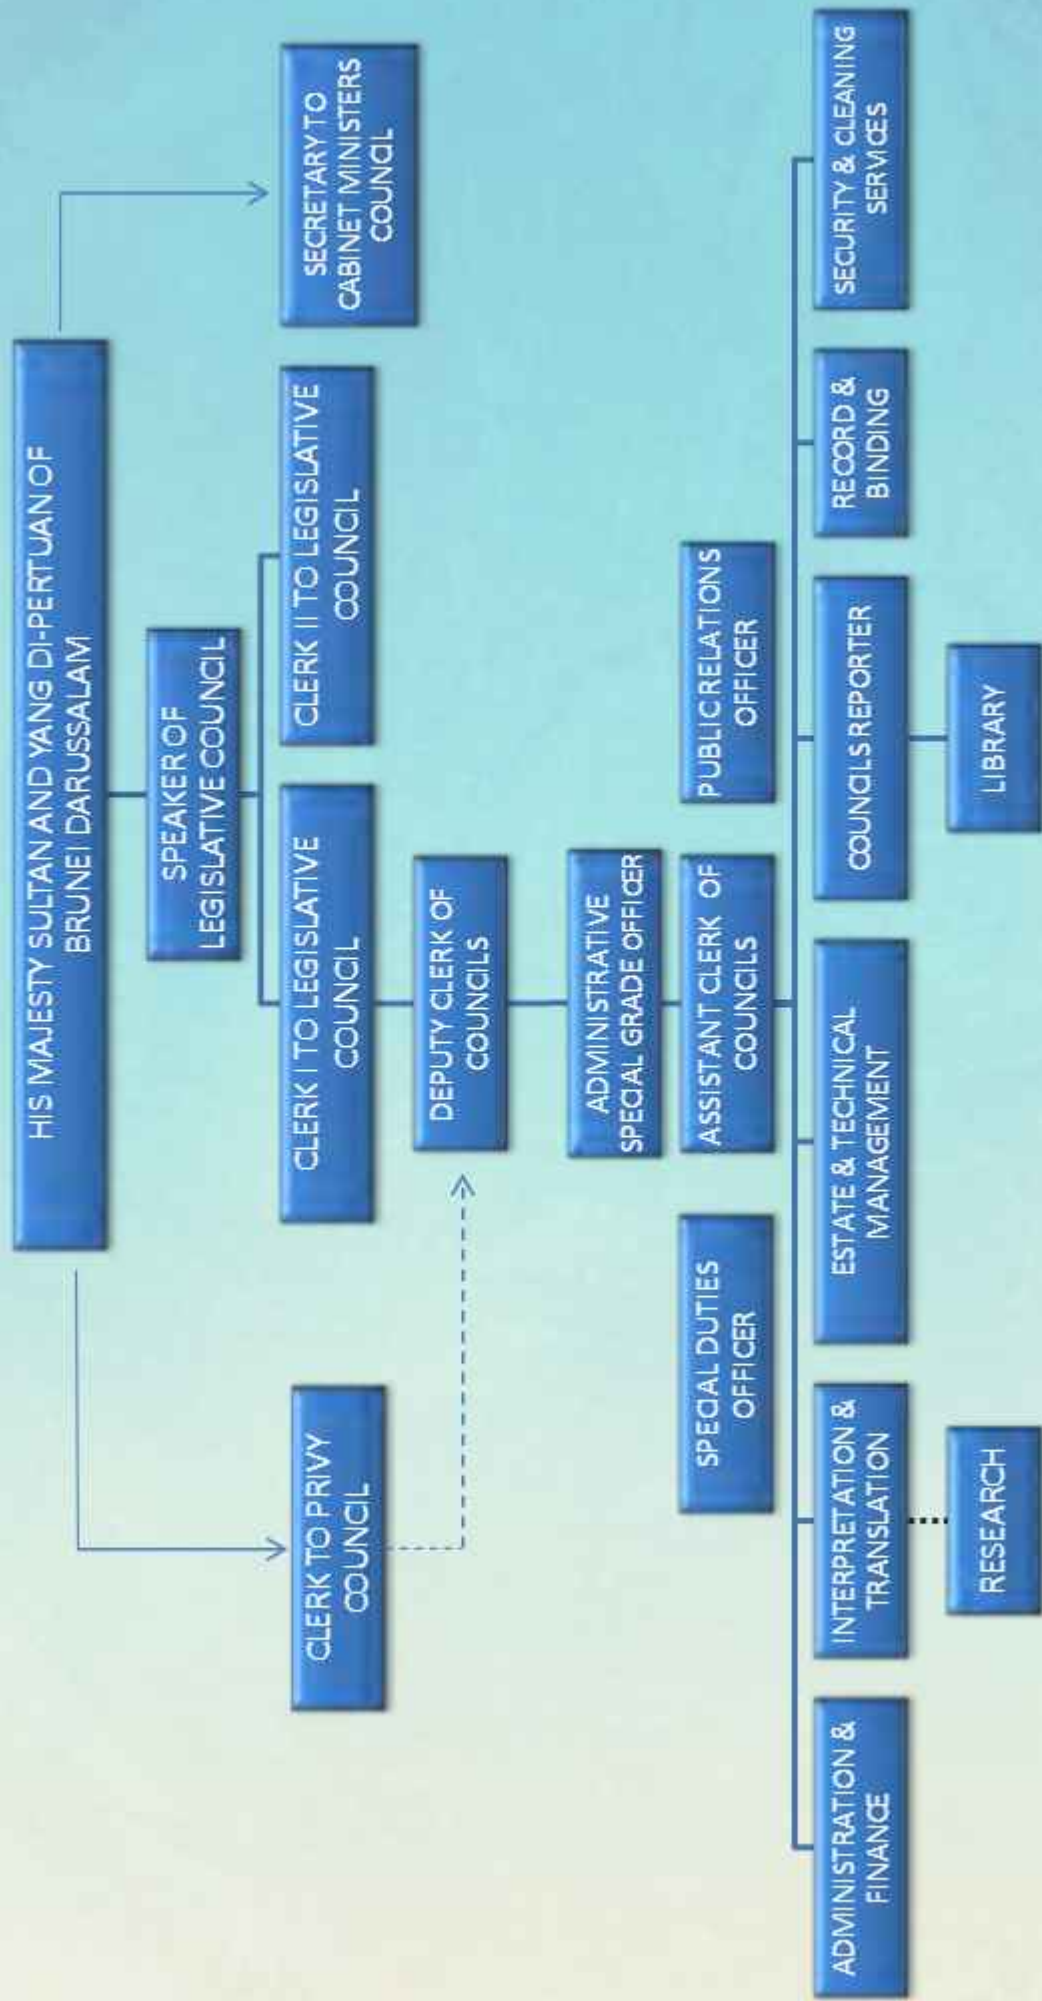 HIS MAJESTY SULTAN AND YANG DI-PERTUAN OF
BRUNEI DARUSSALAM
SPEAKER OF
LEGISLATIVE COUNCIL
CLERK TO PRIVY
COUNCIL
CLERK I TO LEGISLATIVE
COUNCIL
CLERK II TO LEGISLATIVE
COUNCIL
SECRETARY TO
CABINET MINISTERS
COUNCIL
DEPUTY CLERK OF
COUNCILS
ADMINISTRATIVE
SPECIAL GRADE OFFICER
SPECIAL DUTIES
OFFICER
ASSISTANT CLERK OF
COUNCILS
PUBLIC RELATIONS
OFFICER
ADMINISTRATION &
FINANCE
INTERPRETATION &
TRANSLATION
ESTATE & TECHNICAL
MANAGEMENT
COUNCILS REPORTER
RECORD &
BINDING
SECURITY & CLEANING
SERVICES
RESEARCH
LIBRARY